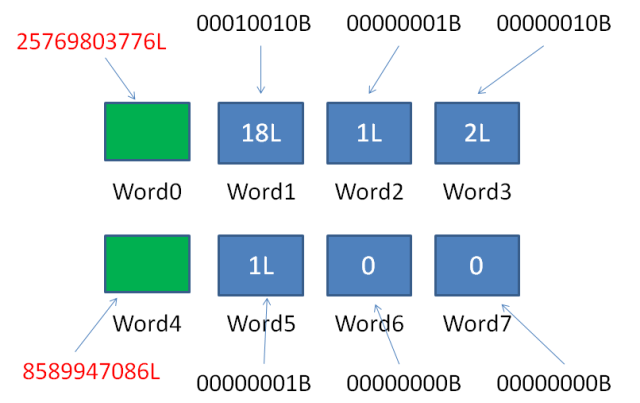 25769803776L 00010010B 00000001B 00000010B
18L 1L 2L
Word0 Word1 Word2 Word3
1L 0 0
Word4 Word5 Word6 Word7
8589947086L 00000001B 00000000B 00000000B